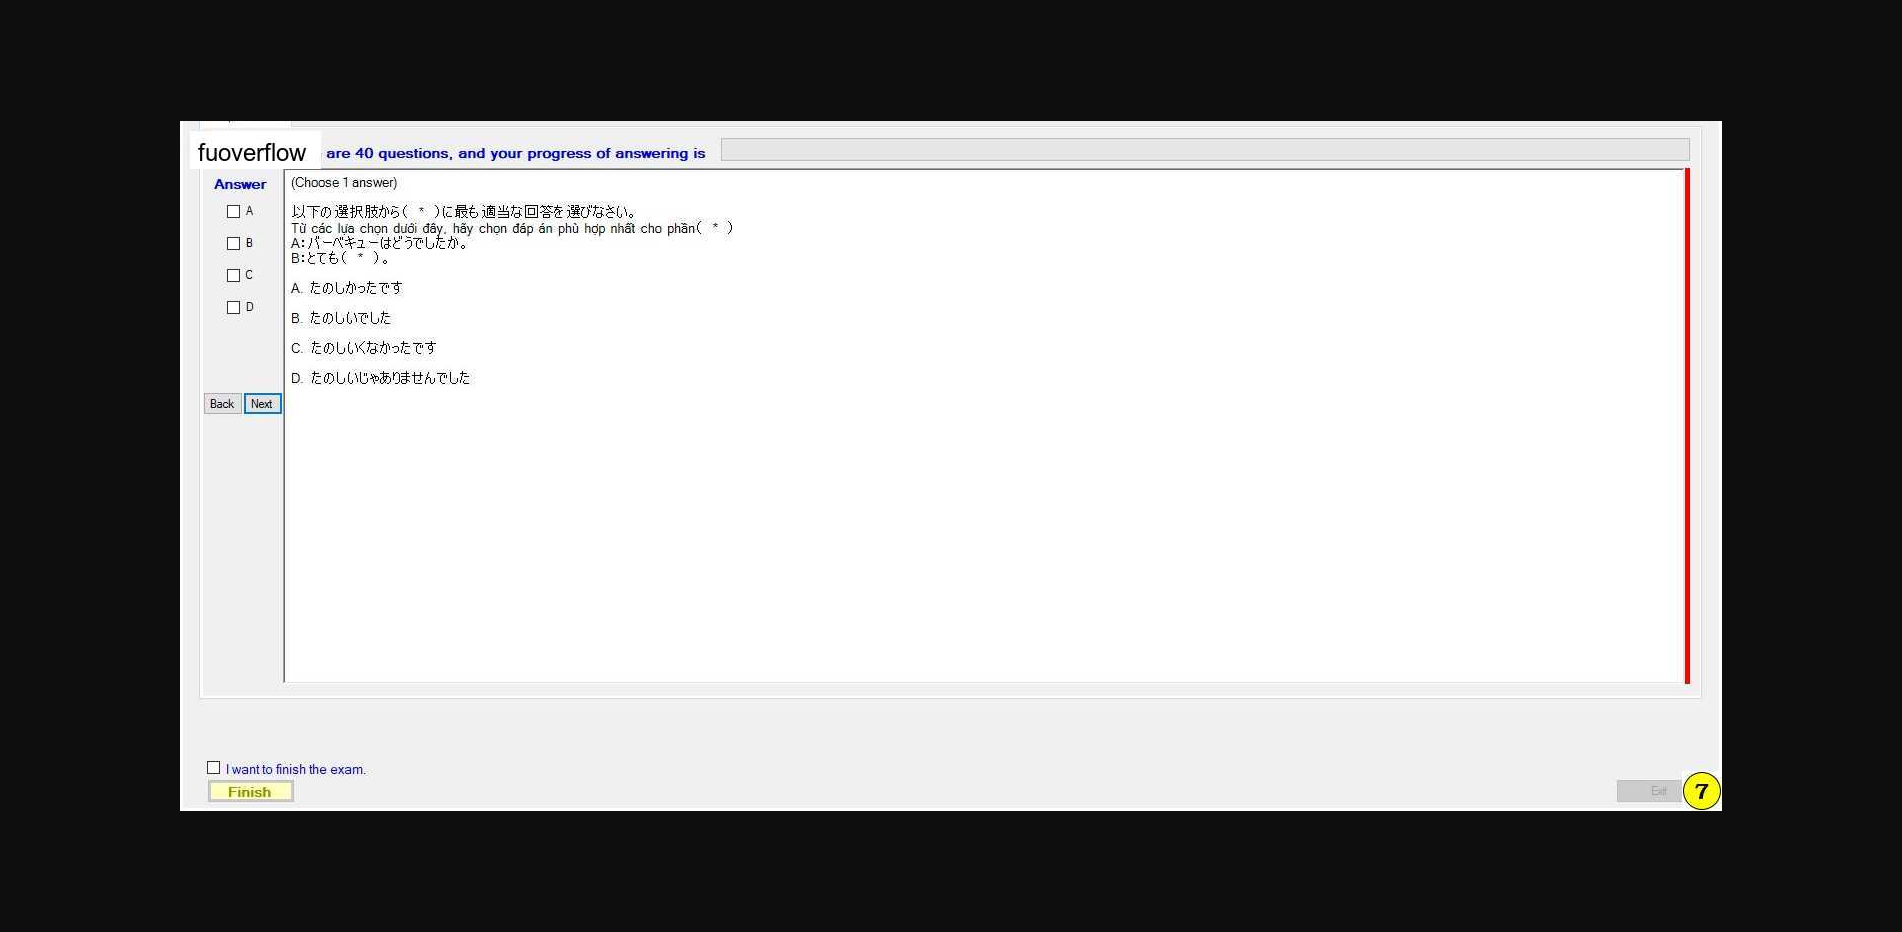 fuoverflow are 40 questions, and your progress of answering is
Answer
(Choose 1 answer)
A
以下の選択肢から( * )に最も適当な回答を選びなさい。
Từ các lựa chọn dưới đây, hãy chọn đáp án phù hợp nhất cho phần( * )
B
A:バーベキューはどうでしたか。
B:とても( * )。
C
A. たのしかったです
D
B. たのしいでした
C. たのしいくなかったです
D. たのしいじゃありませんでした
Back Next
I want to finish the exam.
Finish
Exit
7